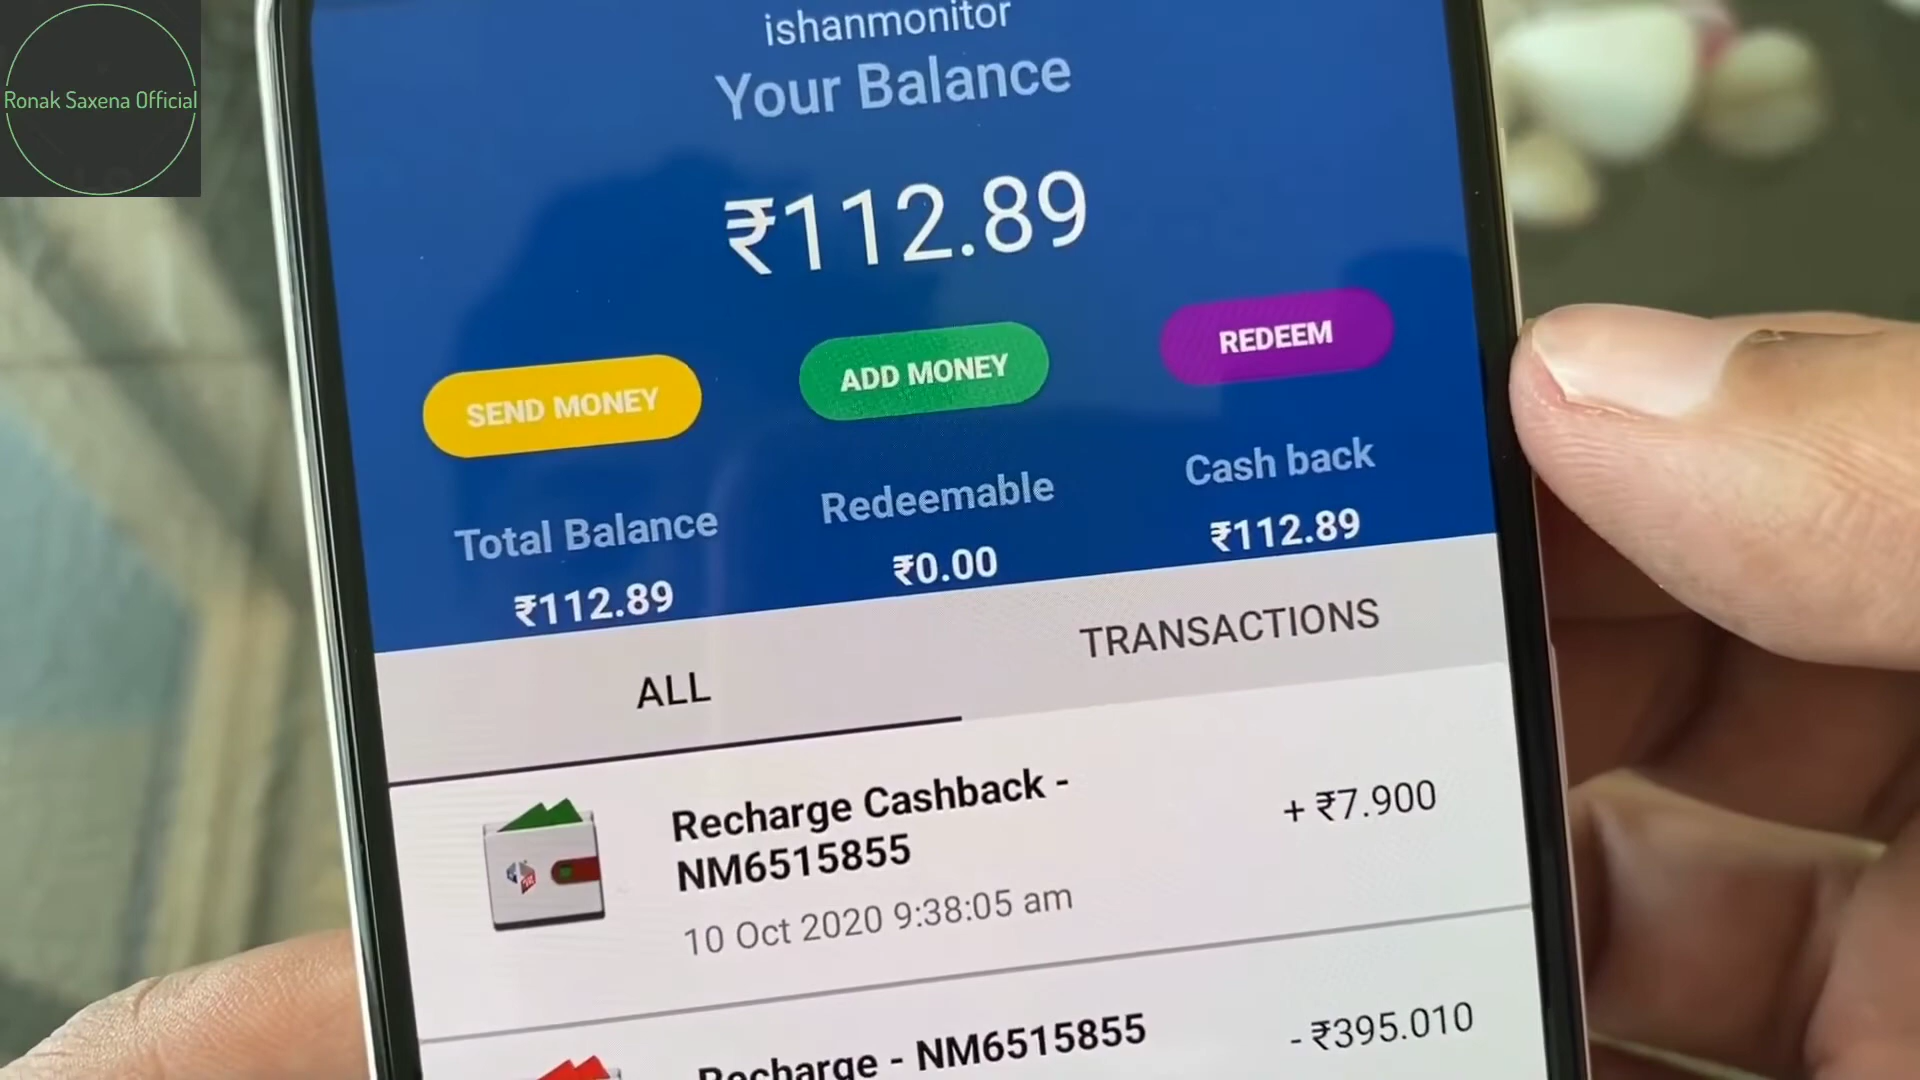 Ronak Saxena Official
ishanmonitor
Your Balance
₹112.89
SEND MONEY
ADD MONEY
REDEEM
Total Balance
Redeemable
Cash back
₹112.89
₹0.00
₹112.89
ALL
TRANSACTIONS
Recharge Cashback -
NM6515855
+ ₹7.900
10 Oct 2020 9:38:05 am
Recharge - NM6515855
- ₹395.010